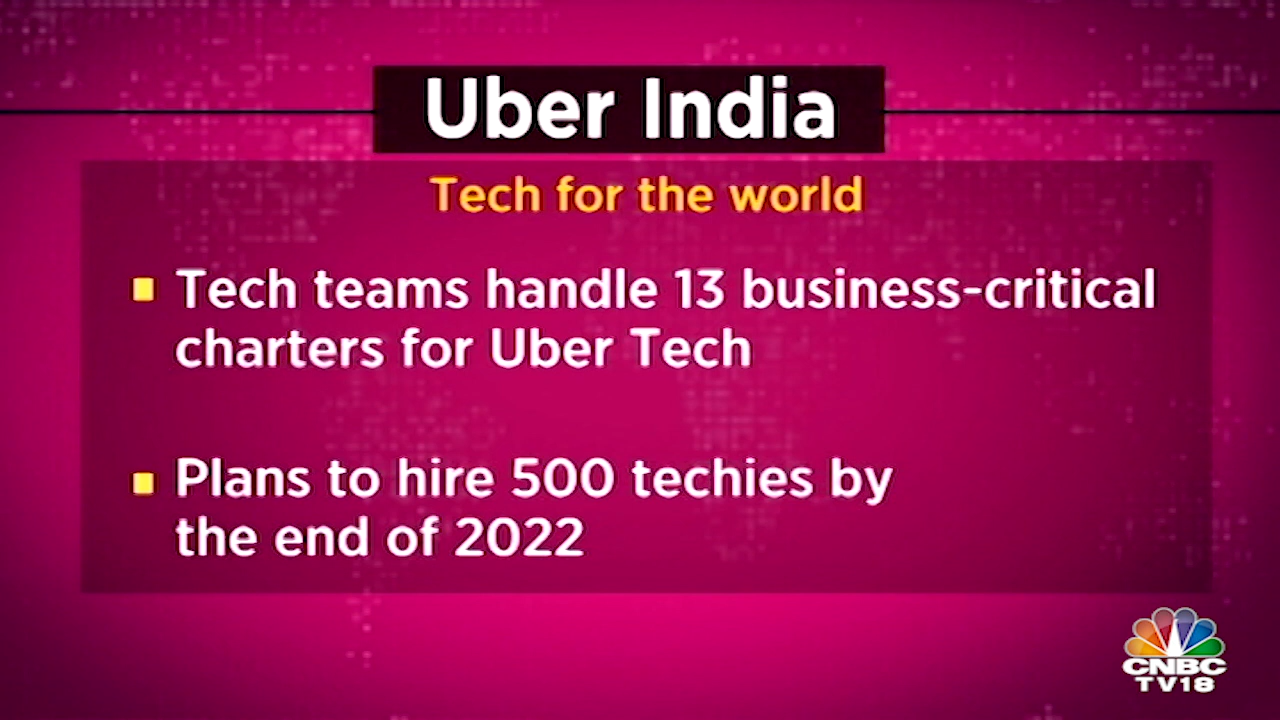 Uber India
Tech for the world
Tech teams handle 13 business-critical
charters for Uber Tech
Plans to hire 500 techies by
the end of 2022
CNBC
TV18